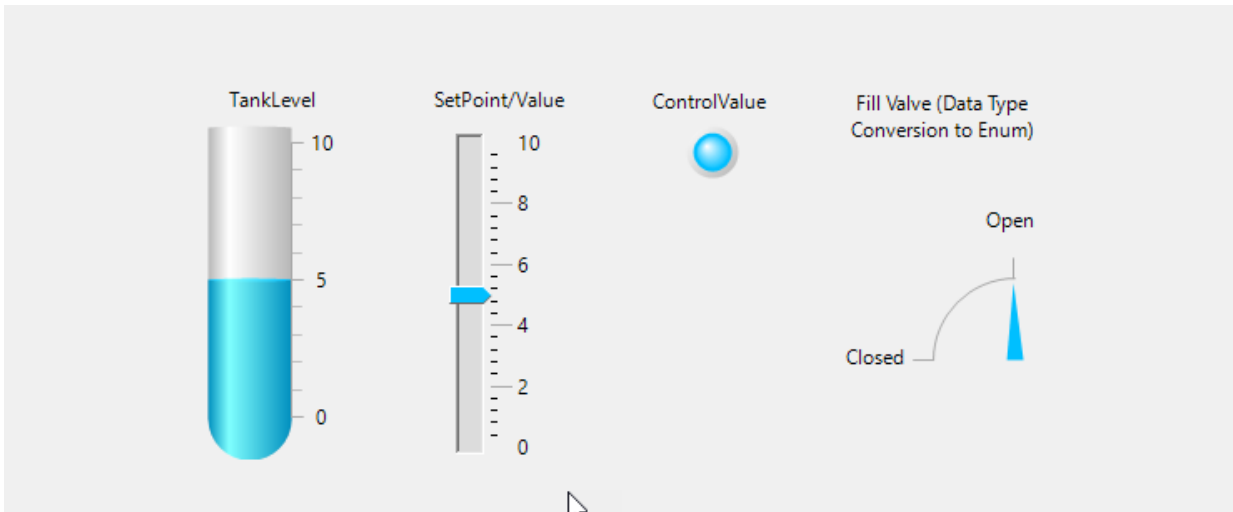 TankLevel
10
5
0
SetPoint/Value
10
8
6
4
2
0
ControlValue
Fill Valve (Data Type
Conversion to Enum)
Open
Closed